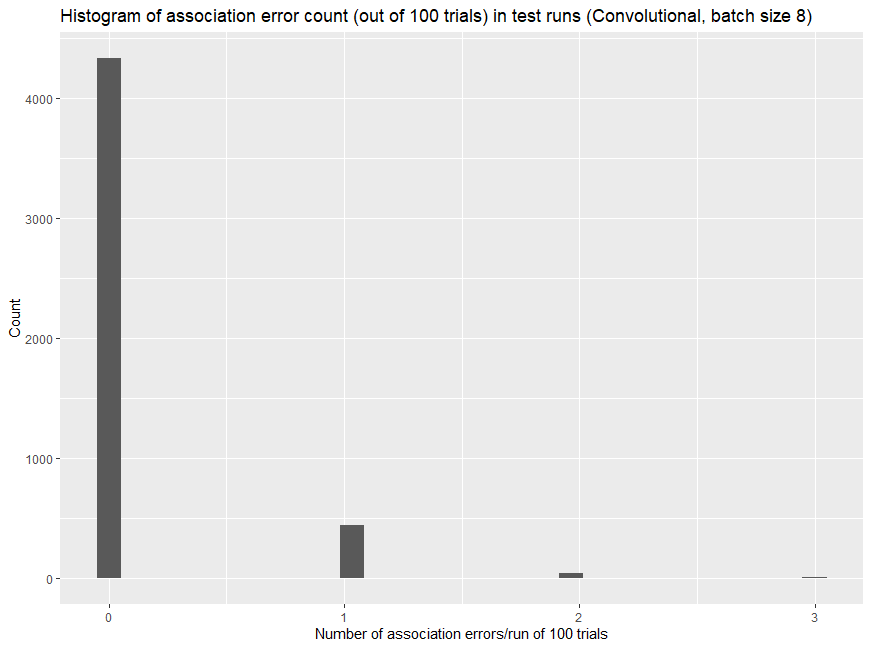 Histogram of association error count (out of 100 trials) in test runs (Convolutional, batch size 8)
4000
3000
2000
1000
0
Count
0 1 2 3
Number of association errors/run of 100 trials